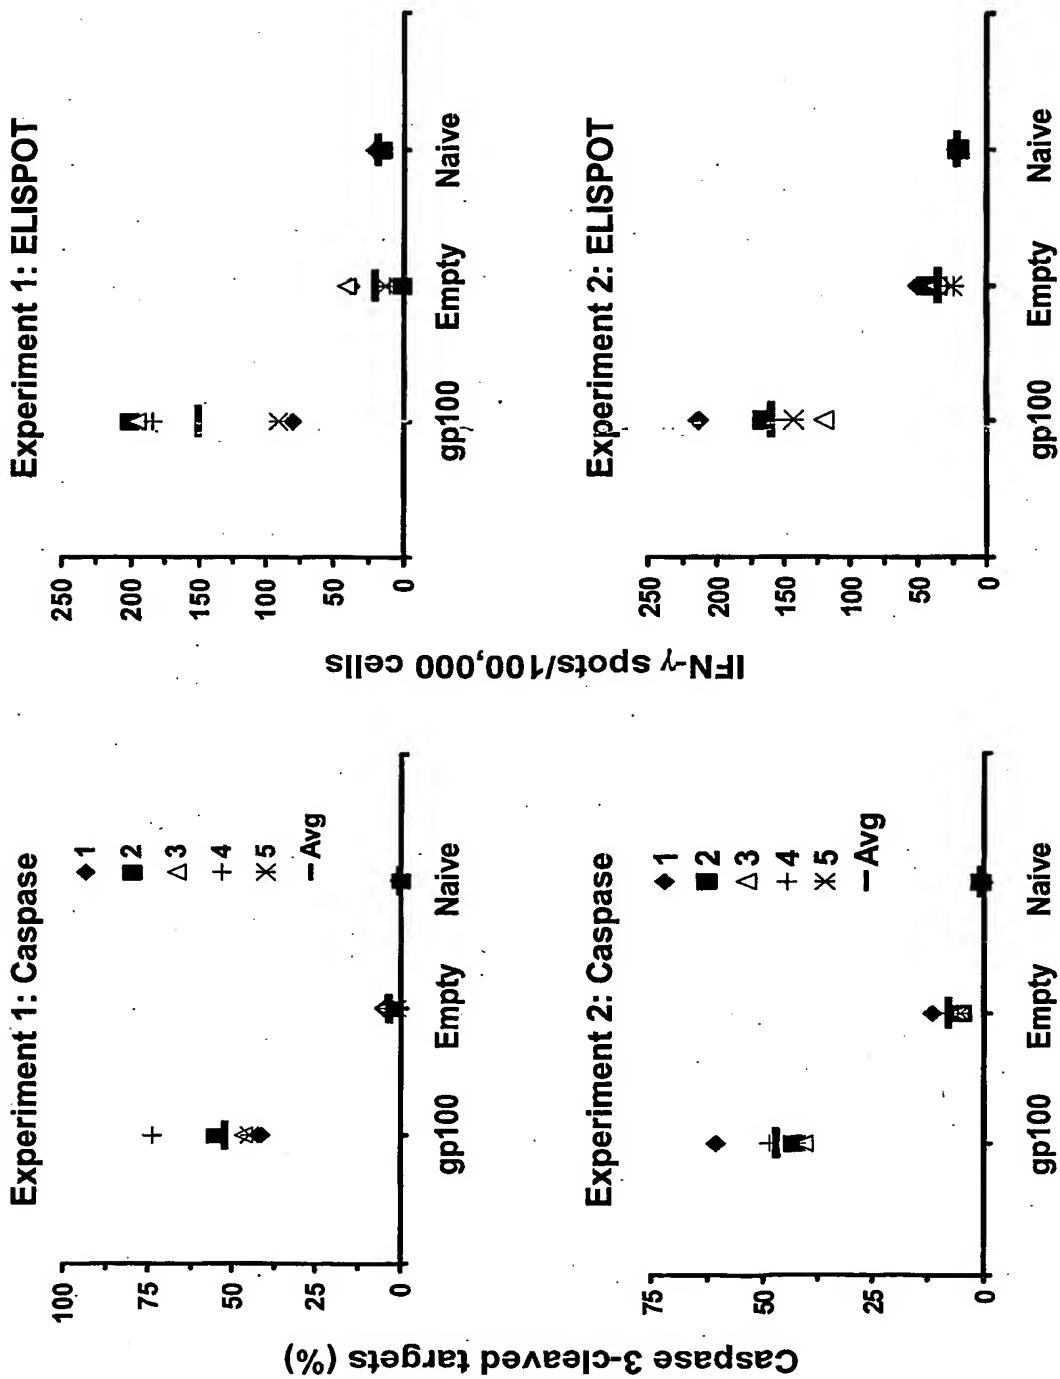 Experiment 1: Caspase
100
75
50
25
0
gp100 Empty Naive
1
2
3
4
5
Avg
Experiment 1: ELISPOT
250
200
150
100
50
0
gp100 Empty Naive
Caspase 3-cleaved targets (%)
IFN-γ spots/100,000 cells
Experiment 2: Caspase
75
50
25
0
gp100 Empty Naive
1
2
3
4
5
Avg
Experiment 2: ELISPOT
250
200
150
100
50
0
gp100 Empty Naive